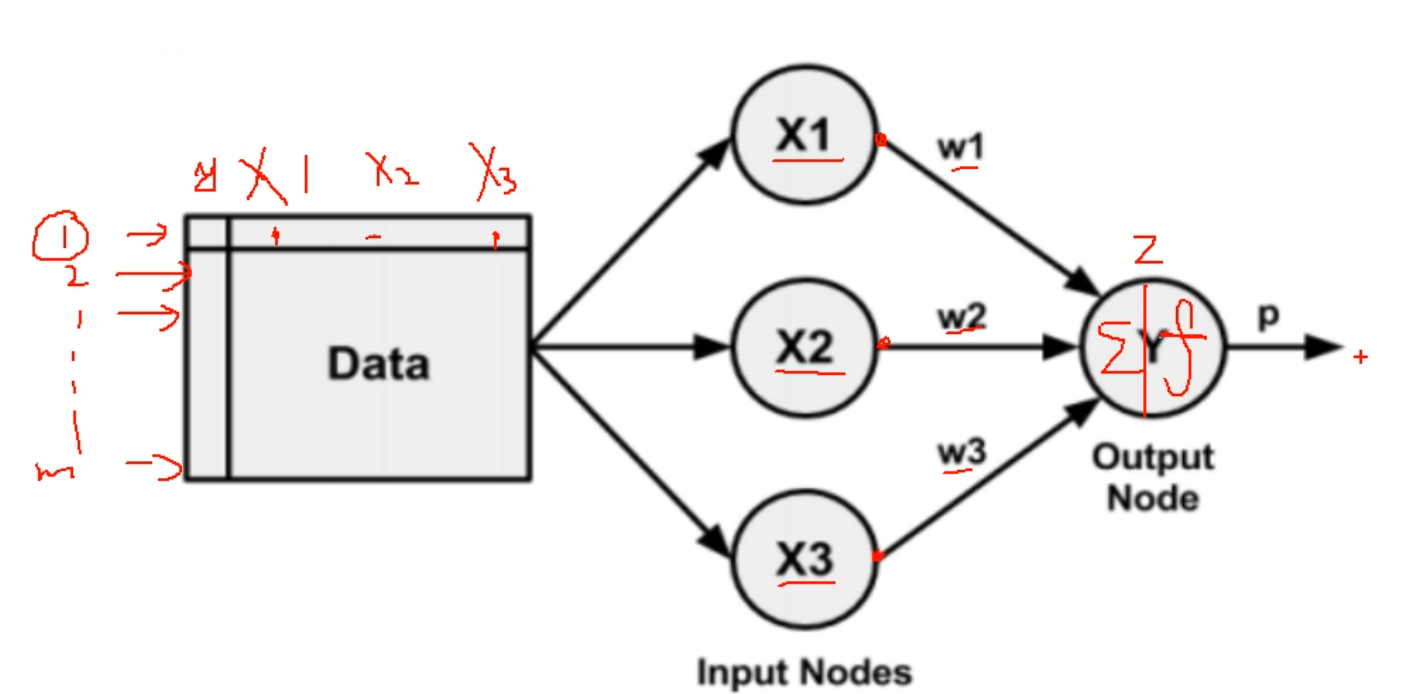 y X1 X2 X3
1
2
m
Data
X1
X2
X3
w1
w2
w3
Z
Σ Y f
p
+
Output
Node
Input Nodes